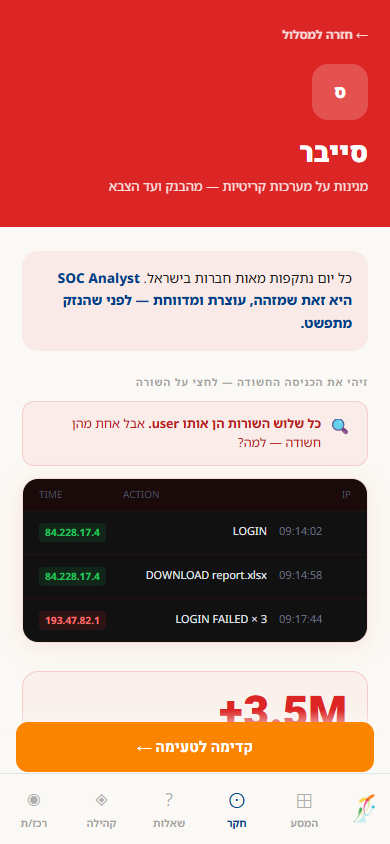 ← חזרה למסלול
ס
סייבר
מגינות על מערכות קריטיות — מהבנק ועד הצבא
כל יום נתקפות מאות חברות בישראל. SOC Analyst
היא זאת שמזהה, עוצרת ומדווחת — לפני שהנזק
מתפשט.
זיהי את הכניסה החשודה — לחצי על השורה
כל שלוש השורות הן אותו user. אבל אחת מהן
חשודה — למה?
TIME ACTION IP
84.228.17.4 LOGIN 09:14:02
84.228.17.4 DOWNLOAD report.xlsx 09:14:58
193.47.82.1 LOGIN FAILED × 3 09:17:44
+3.5M
קדימה לטעימה ←
המסע
חקר
? שאלות
קהילה
רכז/ת